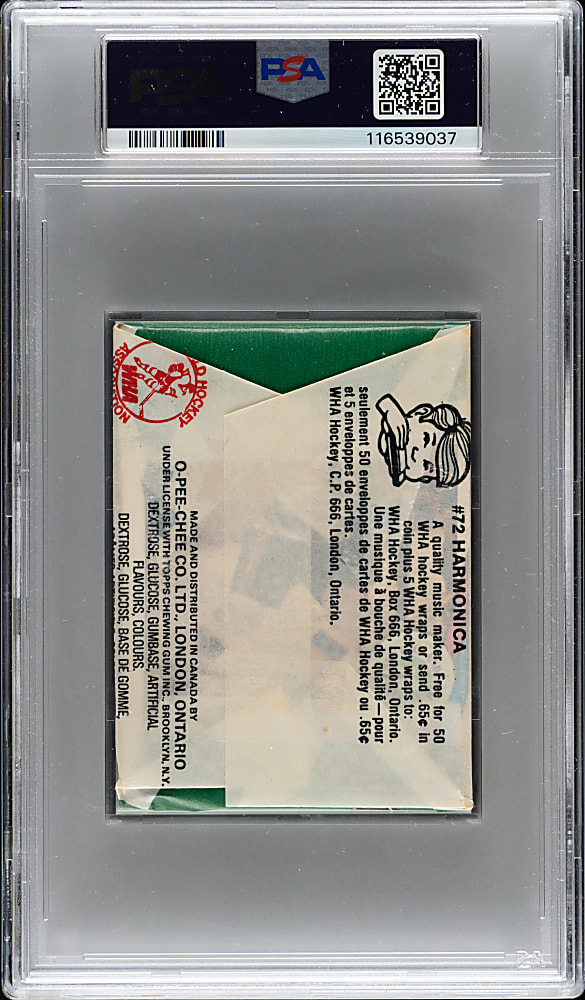 PSA
116539037
#72 HARMONICA
A quality music maker. Free for 50
WHA hockey wraps or send .65¢ in
coin plus 5 WHA Hockey wraps to:
WHA Hockey, Box 666, London, Ontario.
Une musique à bouche de qualité—pour
seulement 50 enveloppes de cartes de WHA Hockey ou .65¢
et 5 enveloppes de cartes.
WHA Hockey, C.P. 666, London, Ontario.
HOCKEY
WHA
MADE AND DISTRIBUTED IN CANADA BY
O-PEE-CHEE CO. LTD., LONDON, ONTARIO
UNDER LICENSE WITH TOPPS CHEWING GUM INC., BROOKLYN, N.Y.
DEXTROSE, GLUCOSE, GUMBASE, ARTIFICIAL
FLAVOURS, COLOURS.
DEXTROSE, GLUCOSE, BASE DE GOMME,